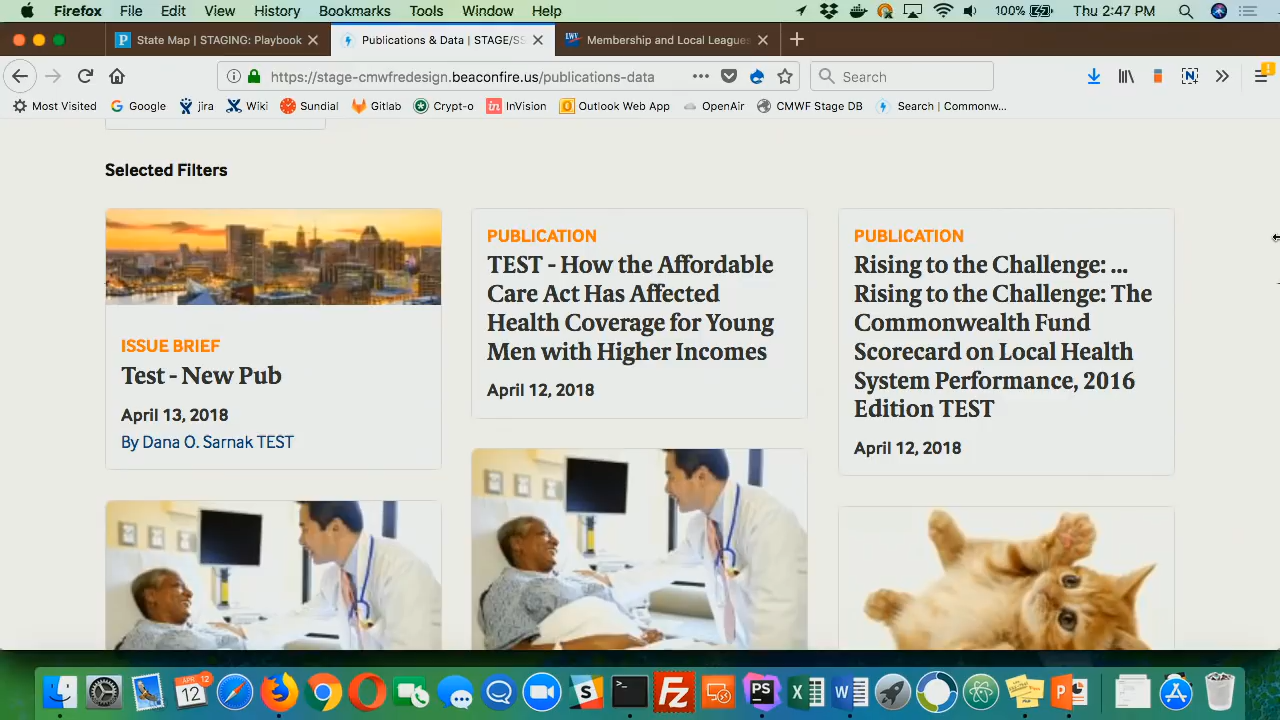 Firefox File Edit View History Bookmarks Tools Window Help 100% Thu 2:47 PM
State Map | STAGING: Playbook Publications & Data | STAGE/SS Membership and Local Leagues
https://stage-cmwfredesign.beaconfire.us/publications-data Search
Most Visited Google jira Wiki Sundial Gitlab Crypt-o InVision Outlook Web App OpenAir CMWF Stage DB Search | Commonw...
Selected Filters
ISSUE BRIEF
Test - New Pub
April 13, 2018
By Dana O. Sarnak TEST
PUBLICATION
TEST - How the Affordable
Care Act Has Affected
Health Coverage for Young
Men with Higher Incomes
April 12, 2018
PUBLICATION
Rising to the Challenge: ...
Rising to the Challenge: The
Commonwealth Fund
Scorecard on Local Health
System Performance, 2016
Edition TEST
April 12, 2018
APR 12
12